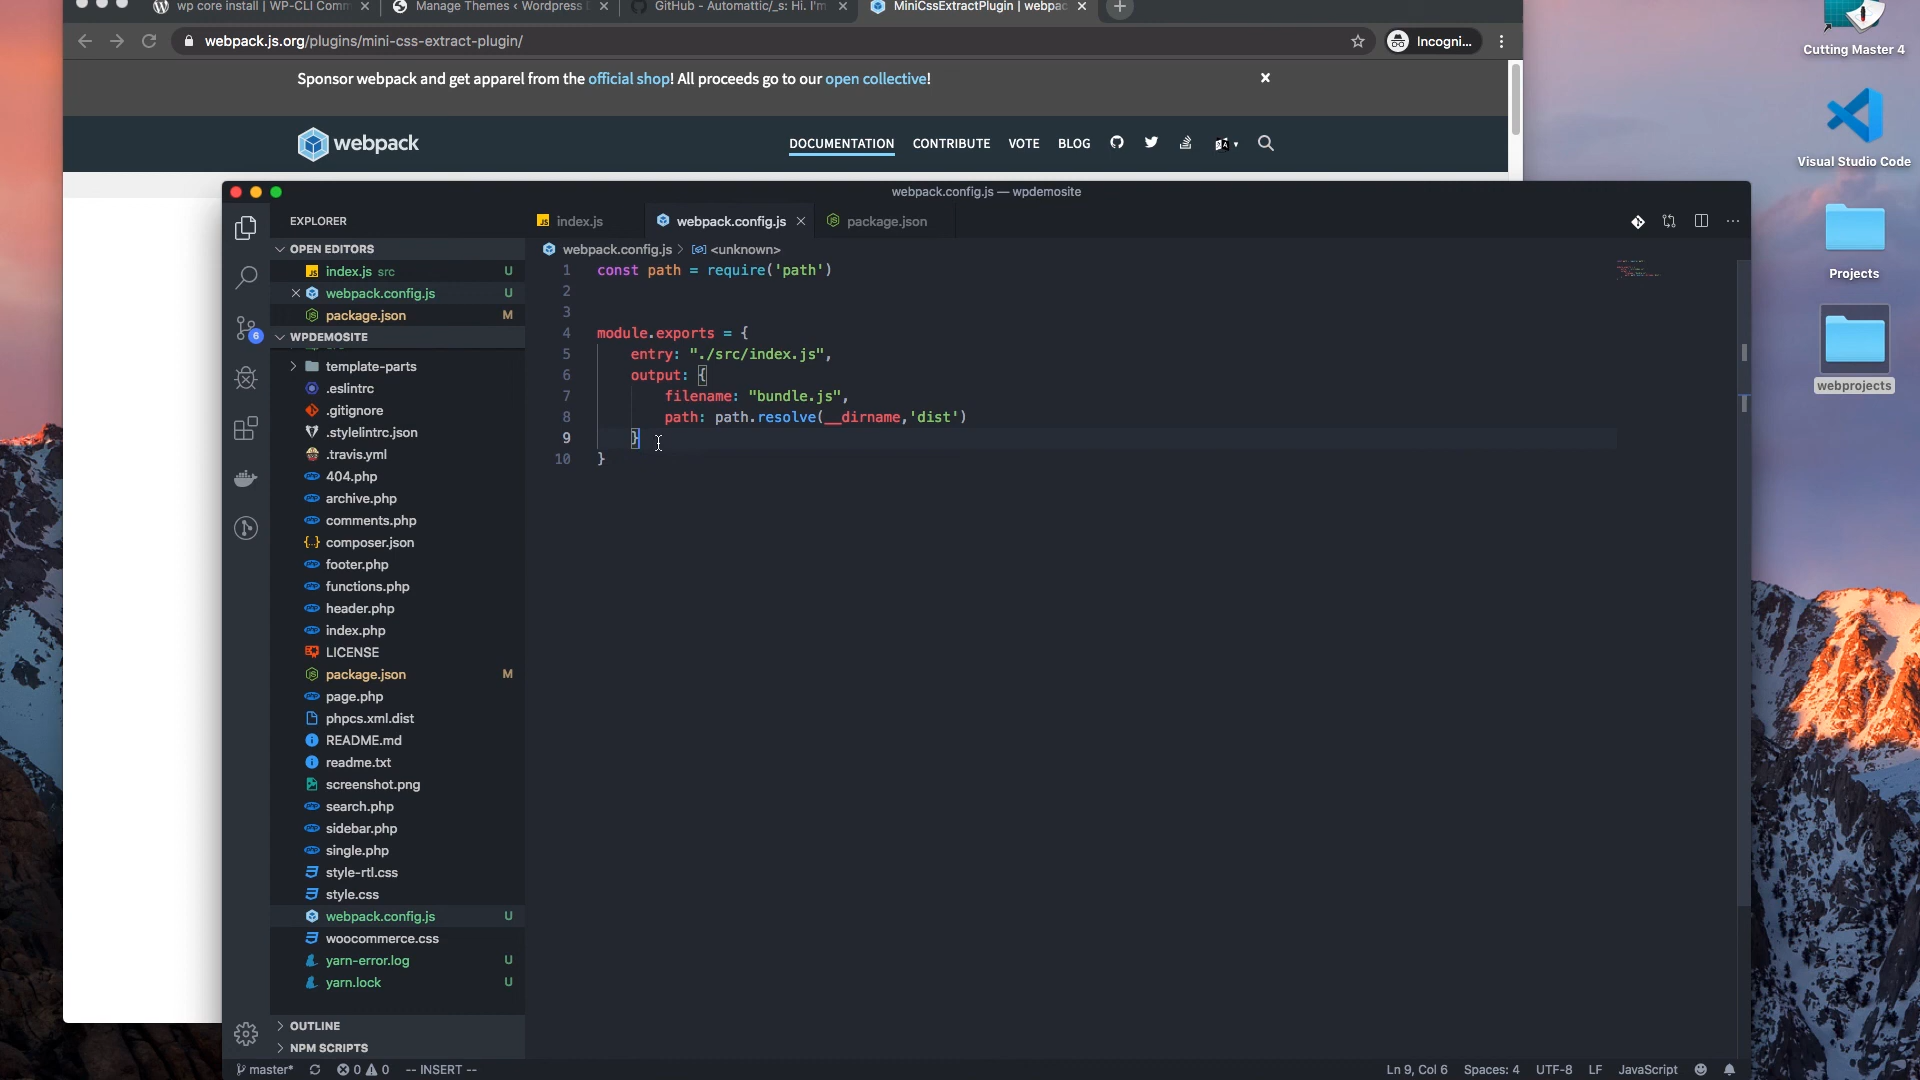 wp core install | WP-CLI Comm
Manage Themes ‹ Wordpress
GitHub - Automattic/_s: Hi. I'm
MiniCssExtractPlugin | webpac
webpack.js.org/plugins/mini-css-extract-plugin/
Incogni...
Sponsor webpack and get apparel from the official shop! All proceeds go to our open collective!
webpack
DOCUMENTATION CONTRIBUTE VOTE BLOG
Cutting Master 4
Visual Studio Code
Projects
webprojects
webpack.config.js — wpdemosite
EXPLORER
OPEN EDITORS
index.js src U
webpack.config.js U
package.json M
WPDEMOSITE
template-parts
.eslintrc
.gitignore
.stylelintrc.json
.travis.yml
404.php
archive.php
comments.php
composer.json
footer.php
functions.php
header.php
index.php
LICENSE
package.json M
page.php
phpcs.xml.dist
README.md
readme.txt
screenshot.png
search.php
sidebar.php
single.php
style-rtl.css
style.css
webpack.config.js U
woocommerce.css
yarn-error.log U
yarn.lock U
OUTLINE
NPM SCRIPTS
6
index.js
webpack.config.js
package.json
webpack.config.js > <unknown>
1 const path = require('path')
2
3
4 module.exports = {
5 entry: "./src/index.js",
6 output: {
7 filename: "bundle.js",
8 path: path.resolve(__dirname,'dist')
9 }
10 }
master* 0 0 -- INSERT --
Ln 9, Col 6 Spaces: 4 UTF-8 LF JavaScript